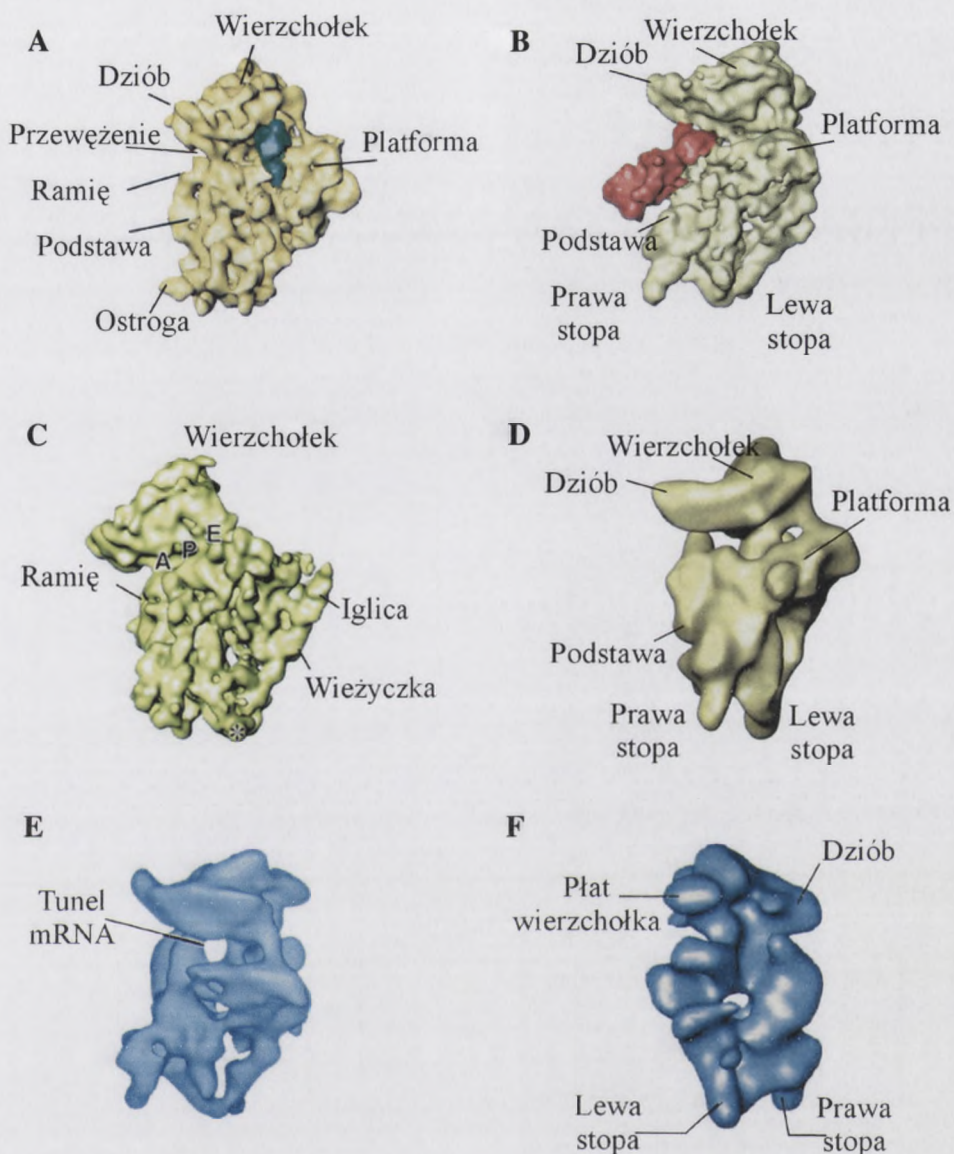 A
Wierzchołek
Dziób
Przewężenie
Ramię
Podstawa
Ostroga
Platforma
B
Wierzchołek
Dziób
Platforma
Podstawa
Prawa
stopa
Lewa
stopa
C
Wierzchołek
A P E
Ramię
Iglica
Wieżyczka
*
D
Wierzchołek
Dziób
Platforma
Podstawa
Prawa
stopa
Lewa
stopa
E
Tunel
mRNA
F
Dziób
Płat
wierzchołka
Lewa
stopa
Prawa
stopa